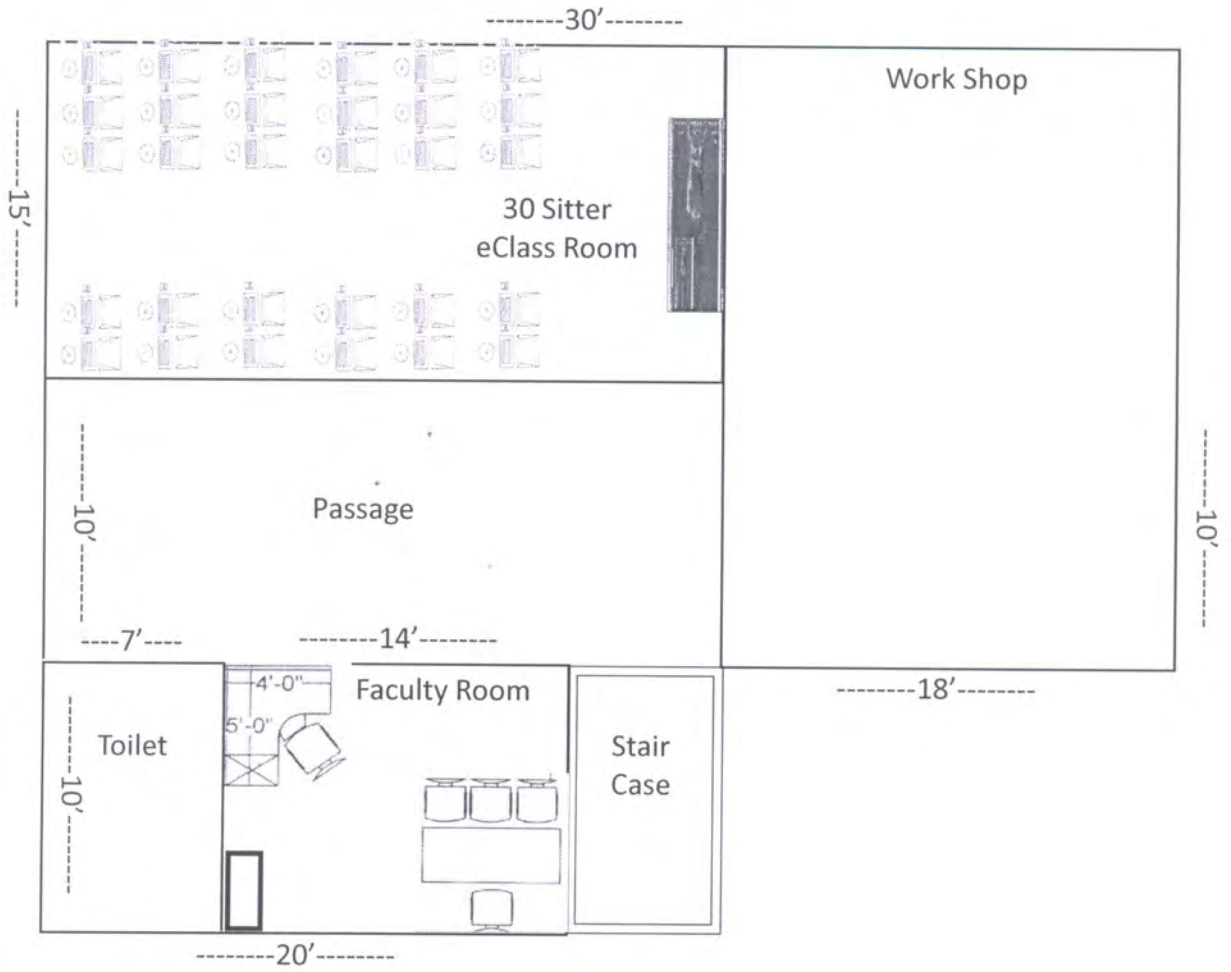 --------30’--------
Work Shop
--------15’--------
30 Sitter
eClass Room
--------10’--------
Passage
--------10’--------
----7’----
--------14’--------
4'-0"
Faculty Room
--------18’--------
5'-0"
Toilet
Stair
Case
--------10’--------
--------20’--------